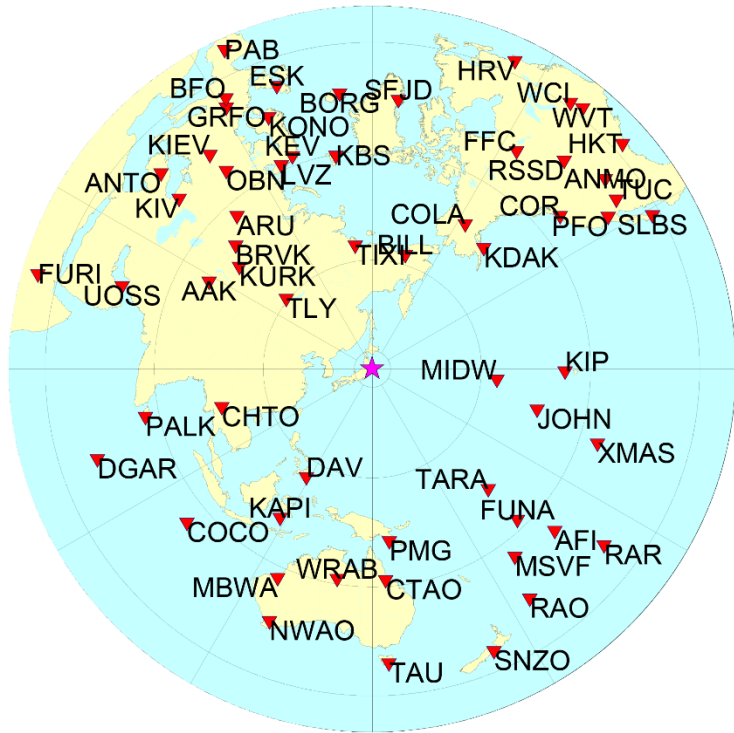 PAB
HRV
ESK
BFO
SFJD
BORG
WCI
WVT
GRFO
KONO
HKT
FFC
KIEV
KEV
KBS
RSSD
ANTO
OBN
LVZ
ANMO
TUC
KIV
ARU
COLA
COR
PFO
SLBS
BRVK
TIXI
BILL
KDAK
FURI
UOSS
AAK
KURK
TLY
MIDW
KIP
CHTO
JOHN
PALK
XMAS
DGAR
DAV
TARA
KAPI
FUNA
COCO
AFI
RAR
PMG
MSVF
WRAB
MBWA
CTAO
RAO
NWAO
SNZO
TAU